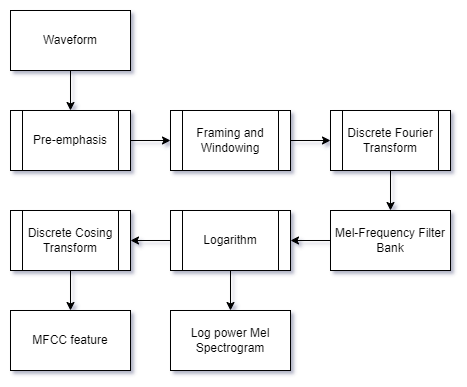 Waveform
Pre-emphasis
Framing and
Windowing
Discrete Fourier
Transform
Mel-Frequency Filter
Bank
Logarithm
Discrete Cosing
Transform
MFCC feature
Log power Mel
Spectrogram